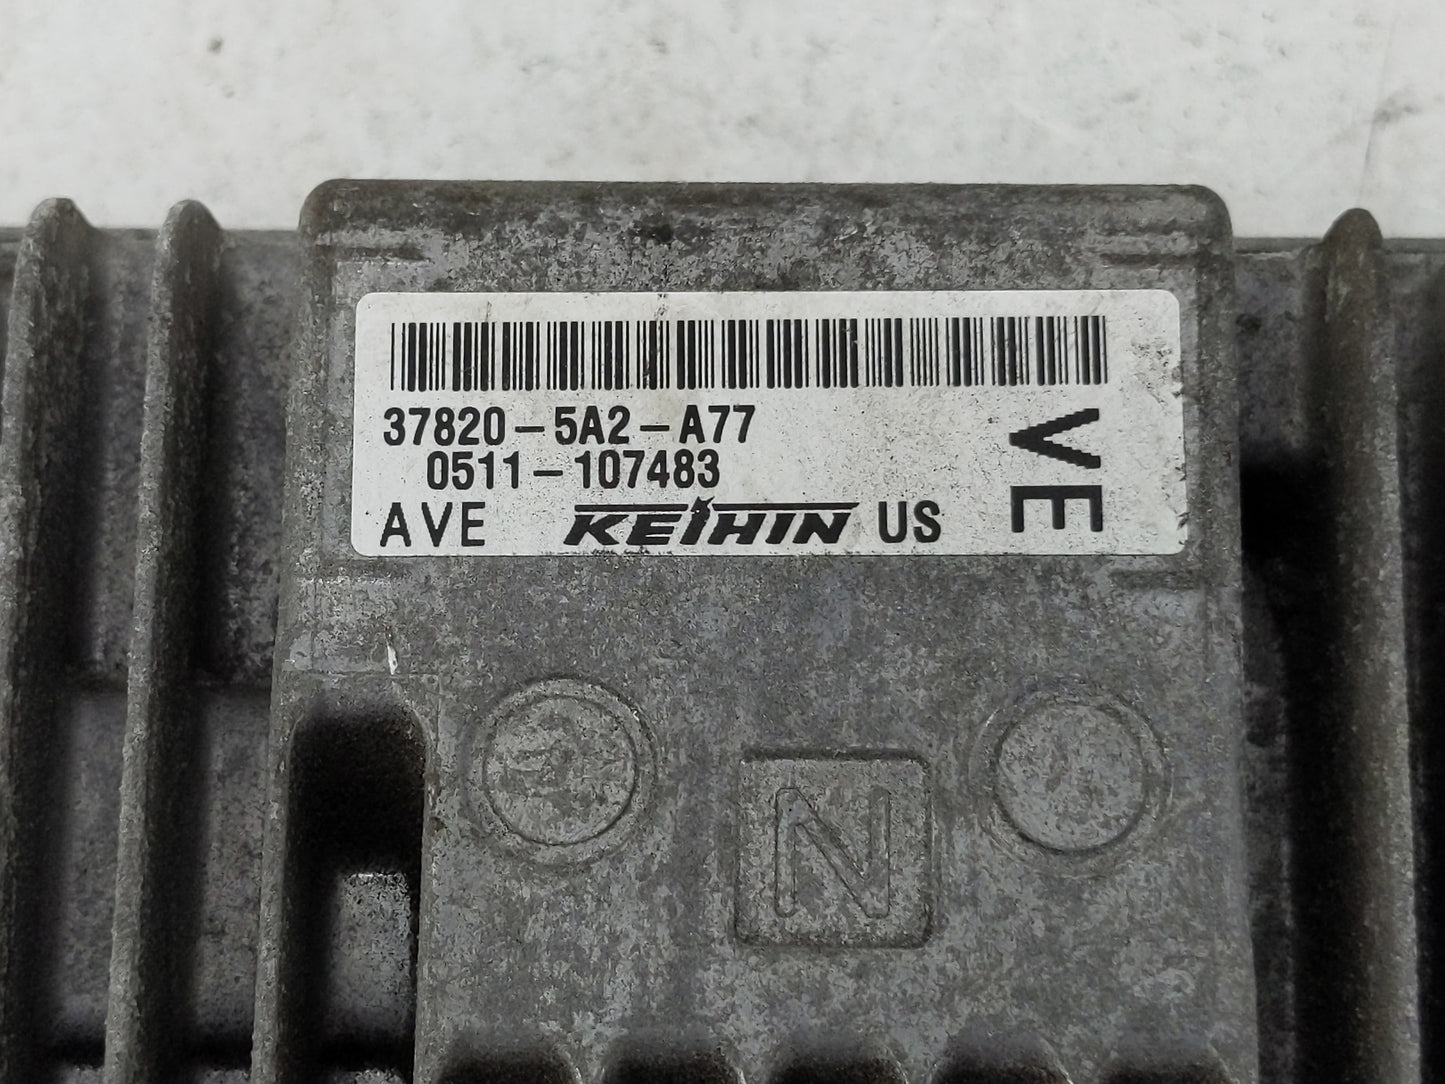 37820-5A2-A77
0511-107483
AVE KEIHIN US
VE
N